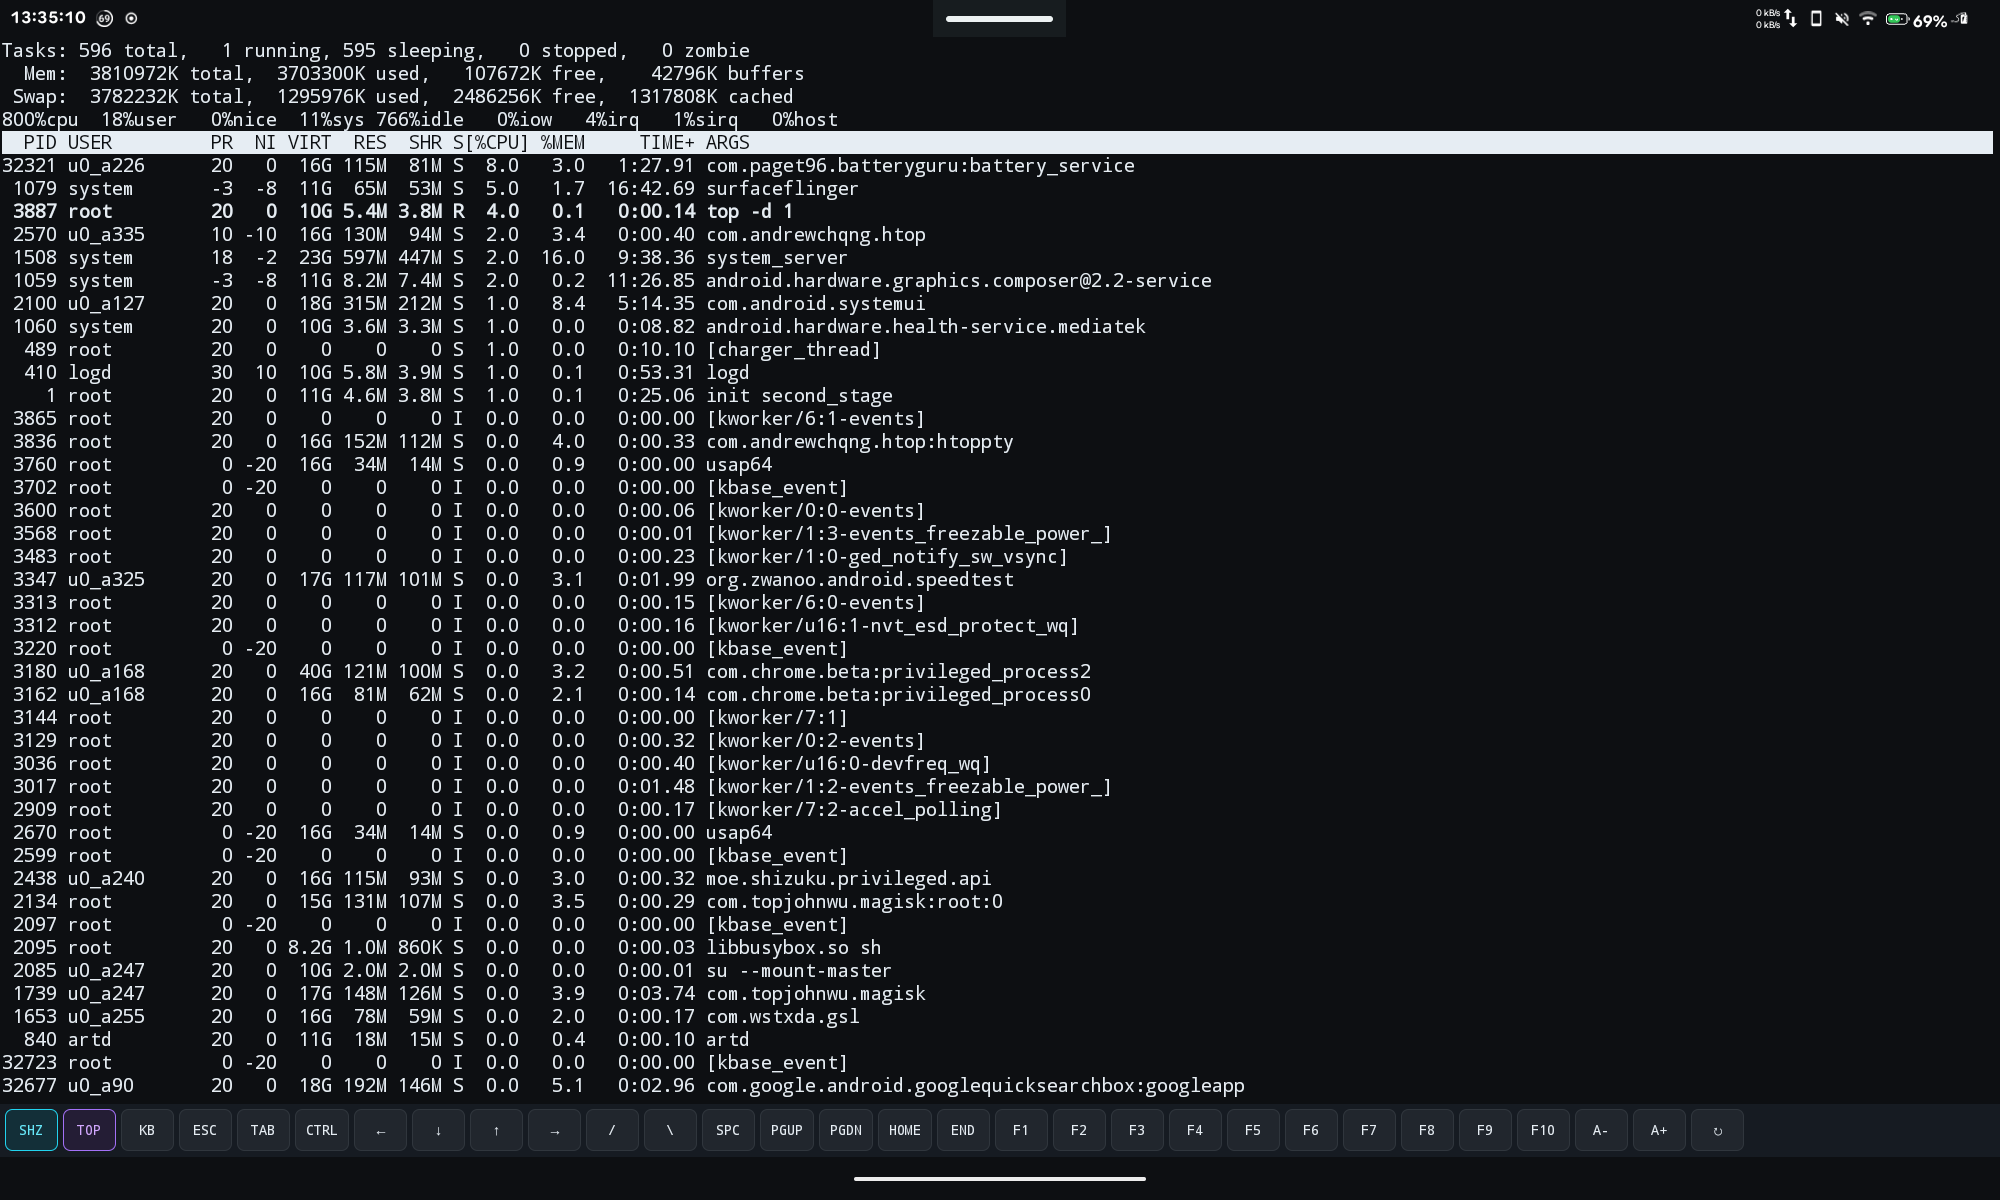 13:35:10 69
0 kB/s
0 kB/s
69%
Tasks: 596 total,   1 running, 595 sleeping,   0 stopped,   0 zombie
  Mem:  3810972K total,  3703300K used,   107672K free,    42796K buffers
 Swap:  3782232K total,  1295976K used,  2486256K free,  1317808K cached
800%cpu  18%user   0%nice  11%sys 766%idle   0%iow   4%irq   1%sirq   0%host
  PID USER         PR  NI VIRT  RES  SHR S[%CPU] %MEM     TIME+ ARGS
32321 u0_a226      20   0  16G 115M  81M S  8.0   3.0   1:27.91 com.paget96.batteryguru:battery_service
 1079 system       -3  -8  11G  65M  53M S  5.0   1.7  16:42.69 surfaceflinger
 3887 root         20   0  10G 5.4M 3.8M R  4.0   0.1   0:00.14 top -d 1
 2570 u0_a335      10 -10  16G 130M  94M S  2.0   3.4   0:00.40 com.andrewchqng.htop
 1508 system       18  -2  23G 597M 447M S  2.0  16.0   9:38.36 system_server
 1059 system       -3  -8  11G 8.2M 7.4M S  2.0   0.2  11:26.85 android.hardware.graphics.composer@2.2-service
 2100 u0_a127      20   0  18G 315M 212M S  1.0   8.4   5:14.35 com.android.systemui
 1060 system       20   0  10G 3.6M 3.3M S  1.0   0.0   0:08.82 android.hardware.health-service.mediatek
  489 root         20   0    0    0    0 S  1.0   0.0   0:10.10 [charger_thread]
  410 logd         30  10  10G 5.8M 3.9M S  1.0   0.1   0:53.31 logd
    1 root         20   0  11G 4.6M 3.8M S  1.0   0.1   0:25.06 init second_stage
 3865 root         20   0    0    0    0 I  0.0   0.0   0:00.00 [kworker/6:1-events]
 3836 root         20   0  16G 152M 112M S  0.0   4.0   0:00.33 com.andrewchqng.htop:htoppty
 3760 root          0 -20  16G  34M  14M S  0.0   0.9   0:00.00 usap64
 3702 root          0 -20    0    0    0 I  0.0   0.0   0:00.00 [kbase_event]
 3600 root         20   0    0    0    0 I  0.0   0.0   0:00.06 [kworker/0:0-events]
 3568 root         20   0    0    0    0 I  0.0   0.0   0:00.01 [kworker/1:3-events_freezable_power_]
 3483 root         20   0    0    0    0 I  0.0   0.0   0:00.23 [kworker/1:0-ged_notify_sw_vsync]
 3347 u0_a325      20   0  17G 117M 101M S  0.0   3.1   0:01.99 org.zwanoo.android.speedtest
 3313 root         20   0    0    0    0 I  0.0   0.0   0:00.15 [kworker/6:0-events]
 3312 root         20   0    0    0    0 I  0.0   0.0   0:00.16 [kworker/u16:1-nvt_esd_protect_wq]
 3220 root          0 -20    0    0    0 I  0.0   0.0   0:00.00 [kbase_event]
 3180 u0_a168      20   0  40G 121M 100M S  0.0   3.2   0:00.51 com.chrome.beta:privileged_process2
 3162 u0_a168      20   0  16G  81M  62M S  0.0   2.1   0:00.14 com.chrome.beta:privileged_process0
 3144 root         20   0    0    0    0 I  0.0   0.0   0:00.00 [kworker/7:1]
 3129 root         20   0    0    0    0 I  0.0   0.0   0:00.32 [kworker/0:2-events]
 3036 root         20   0    0    0    0 I  0.0   0.0   0:00.40 [kworker/u16:0-devfreq_wq]
 3017 root         20   0    0    0    0 I  0.0   0.0   0:01.48 [kworker/1:2-events_freezable_power_]
 2909 root         20   0    0    0    0 I  0.0   0.0   0:00.17 [kworker/7:2-accel_polling]
 2670 root          0 -20  16G  34M  14M S  0.0   0.9   0:00.00 usap64
 2599 root          0 -20    0    0    0 I  0.0   0.0   0:00.00 [kbase_event]
 2438 u0_a240      20   0  16G 115M  93M S  0.0   3.0   0:00.32 moe.shizuku.privileged.api
 2134 root         20   0  15G 131M 107M S  0.0   3.5   0:00.29 com.topjohnwu.magisk:root:0
 2097 root          0 -20    0    0    0 I  0.0   0.0   0:00.00 [kbase_event]
 2095 root         20   0 8.2G 1.0M 860K S  0.0   0.0   0:00.03 libbusybox.so sh
 2085 u0_a247      20   0  10G 2.0M 2.0M S  0.0   0.0   0:00.01 su --mount-master
 1739 u0_a247      20   0  17G 148M 126M S  0.0   3.9   0:03.74 com.topjohnwu.magisk
 1653 u0_a255      20   0  16G  78M  59M S  0.0   2.0   0:00.17 com.wstxda.gsl
  840 artd         20   0  11G  18M  15M S  0.0   0.4   0:00.10 artd
32723 root          0 -20    0    0    0 I  0.0   0.0   0:00.00 [kbase_event]
32677 u0_a90       20   0  18G 192M 146M S  0.0   5.1   0:02.96 com.google.android.googlequicksearchbox:googleapp
SHZ TOP KB ESC TAB CTRL ← ↓ ↑ → / \ SPC PGUP PGDN HOME END F1 F2 F3 F4 F5 F6 F7 F8 F9 F10 A- A+ ↻